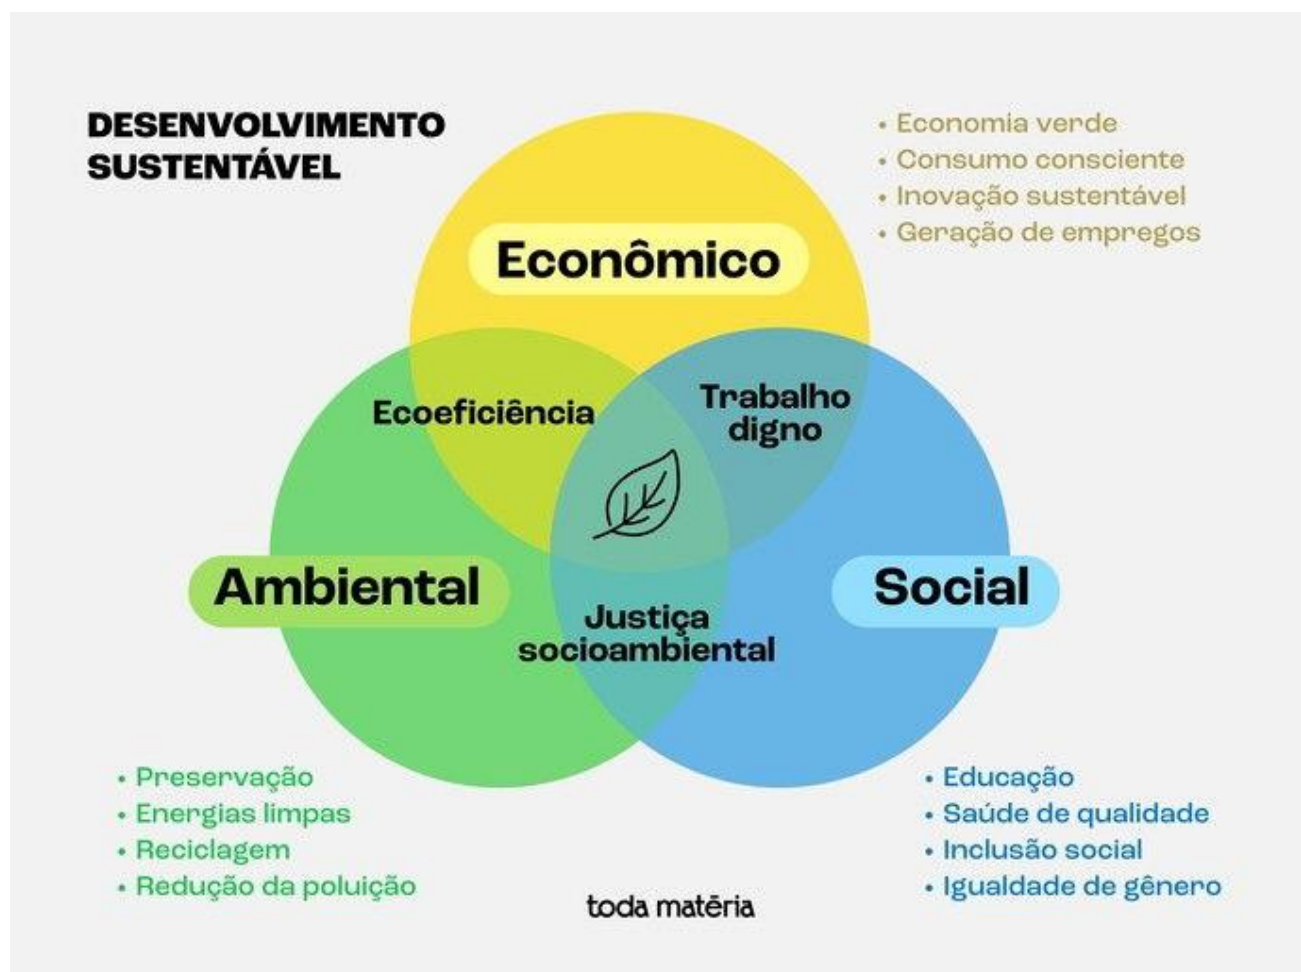 DESENVOLVIMENTO
SUSTENTÁVEL
• Economia verde
• Consumo consciente
• Inovação sustentável
• Geração de empregos
Econômico
Ecoeficiência
Trabalho
digno
Ambiental
Social
Justiça
socioambiental
• Preservação
• Energias limpas
• Reciclagem
• Redução da poluição
• Educação
• Saúde de qualidade
• Inclusão social
• Igualdade de gênero
toda matéria